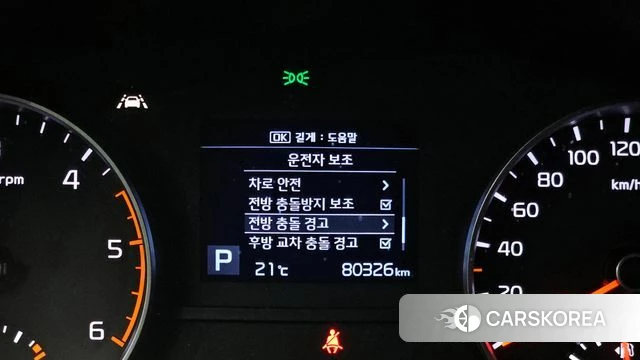 OK 길게 : 도움말
운전자 보조
차로 안전
전방 충돌방지 보조
전방 충돌 경고
후방 교차 충돌 경고
P 21℃ 80326 km
rpm
4
5
6
20
40
60
80
100
120
km/h
CARSKOREA